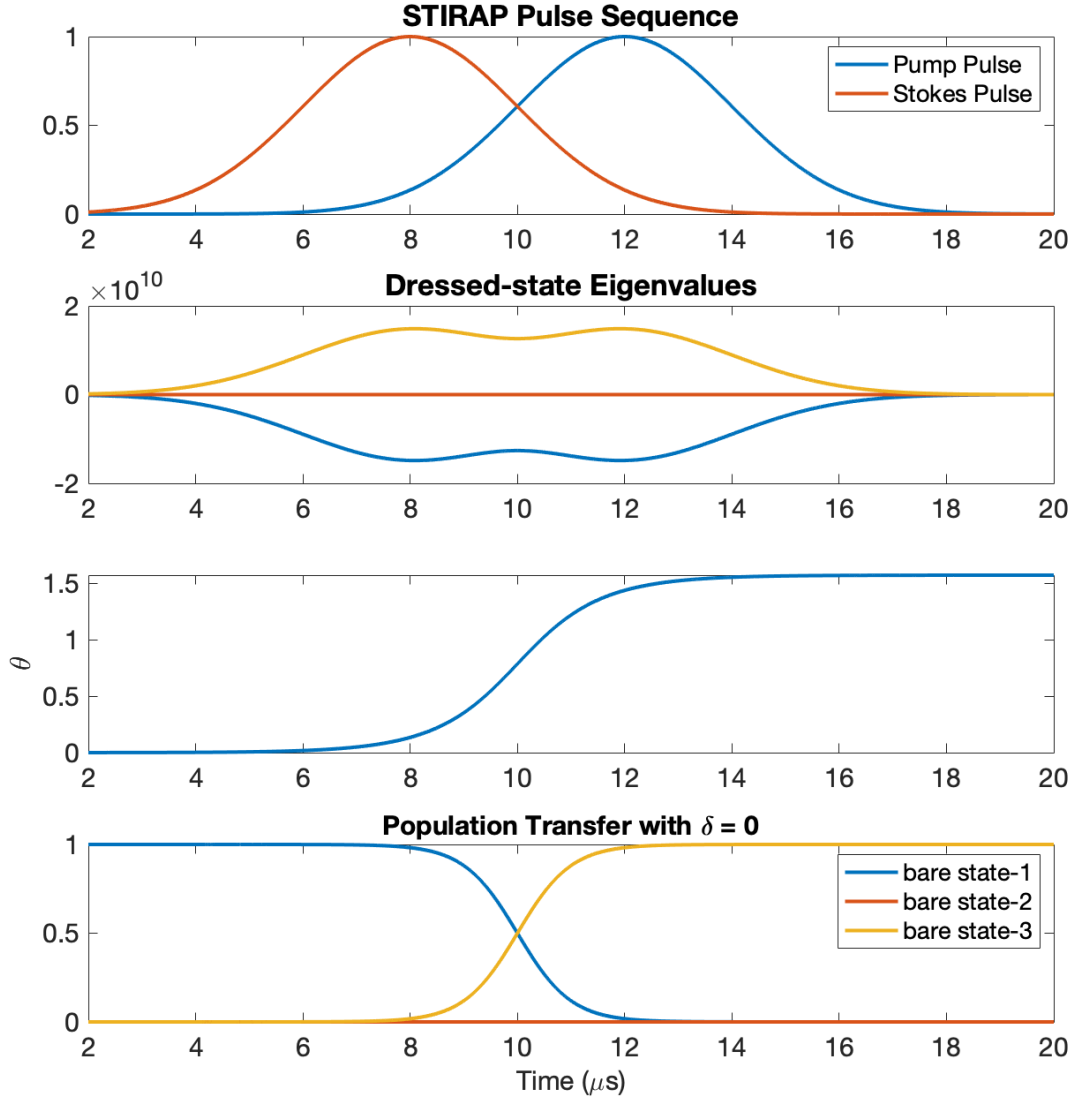 STIRAP Pulse Sequence
1
0.5
0
Pump Pulse
Stokes Pulse
2 4 6 8 10 12 14 16 18 20
×10^10
Dressed-state Eigenvalues
2
0
-2
2 4 6 8 10 12 14 16 18 20
1.5
1
0.5
0
θ
2 4 6 8 10 12 14 16 18 20
Population Transfer with δ = 0
1
0.5
0
bare state-1
bare state-2
bare state-3
2 4 6 8 10 12 14 16 18 20
Time (μs)